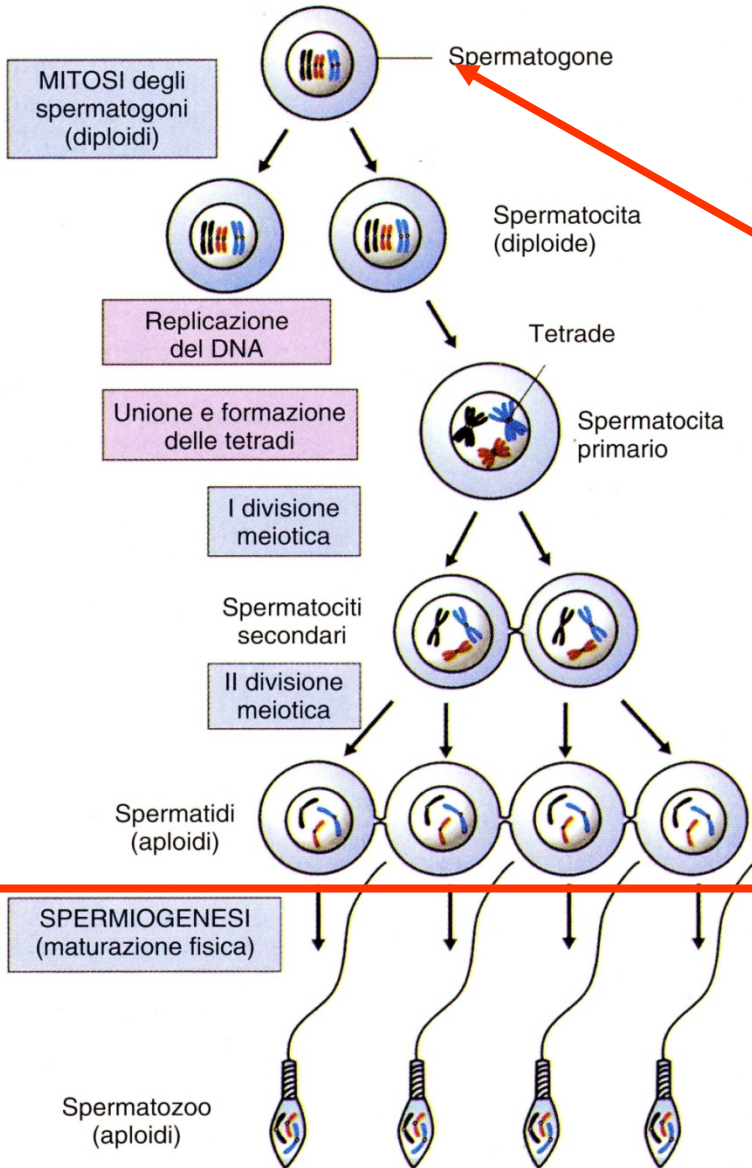 Spermatogone
MITOSI degli
spermatogoni
(diploidi)
Spermatocita
(diploide)
Replicazione
del DNA
Tetrade
Unione e formazione
delle tetradi
Spermatocita
primario
I divisione
meiotica
Spermatociti
secondari
II divisione
meiotica
Spermatidi
(aploidi)
SPERMIOGENESI
(maturazione fisica)
Spermatozoo
(aploidi)